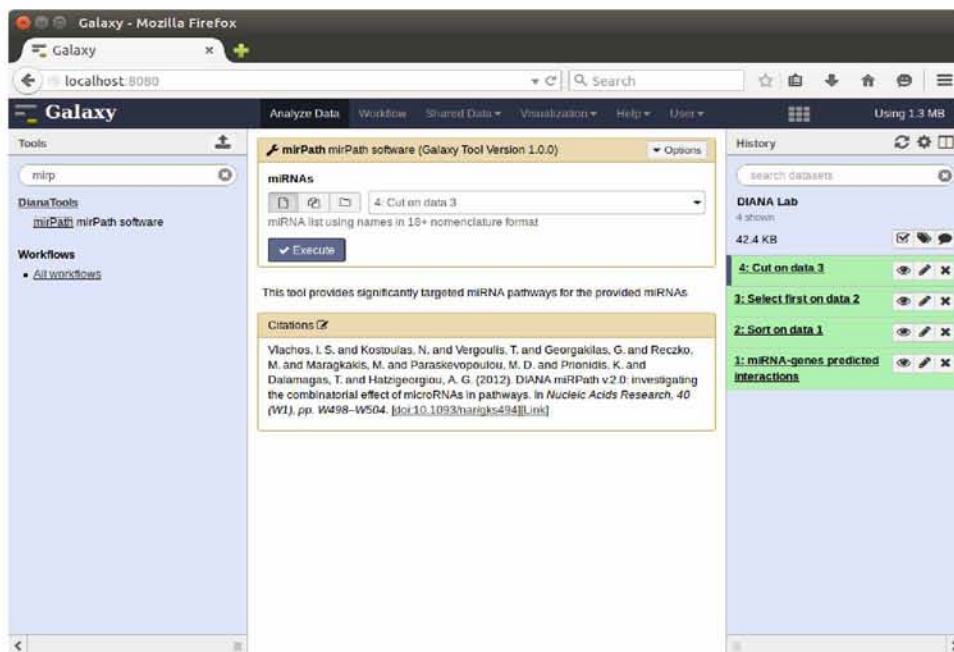 Galaxy - Mozilla Firefox
Galaxy
localhost:8080
Search
Galaxy
Analyze Data Workflow Shared Data Visualization Help User
Using 1.3 MB
Tools
mirp
DianaTools
mirPath mirPath software
Workflows
All workflows
mirPath mirPath software (Galaxy Tool Version 1.0.0)
Options
miRNAs
4: Cut on data 3
miRNA list using names in 18+ nomenclature format
Execute
This tool provides significantly targeted miRNA pathways for the provided miRNAs
Citations
Vlachos, I. S. and Kostoulas, N. and Vergoulis, T. and Georgakilas, G. and Reczko,
M. and Maragkakis, M. and Paraskevopoulou, M. D. and Prionidis, K. and
Dalamagas, T. and Hatzigeorgiou, A. G. (2012). DIANA miRPath v.2.0: investigating
the combinatorial effect of microRNAs in pathways. In Nucleic Acids Research, 40
(W1), pp. W498–W504. [doi:10.1093/nar/gks494][Link]
History
search datasets
DIANA Lab
4 shown
42.4 KB
4: Cut on data 3
3: Select first on data 2
2: Sort on data 1
1: miRNA-genes predicted
interactions